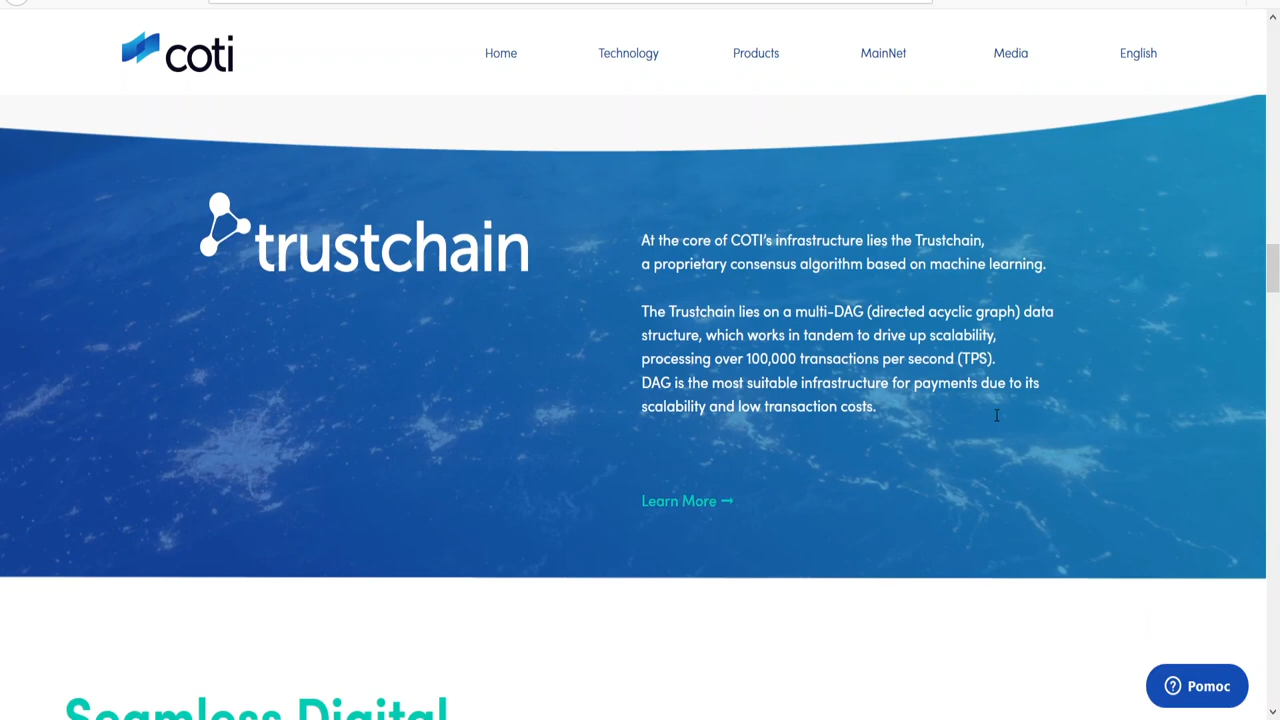 coti
Home
Technology
Products
MainNet
Media
English
trustchain
At the core of COTI's infrastructure lies the Trustchain,
a proprietary consensus algorithm based on machine learning.
The Trustchain lies on a multi-DAG (directed acyclic graph) data
structure, which works in tandem to drive up scalability,
processing over 100,000 transactions per second (TPS).
DAG is the most suitable infrastructure for payments due to its
scalability and low transaction costs.
Learn More →
Seamless Digital
Pomoc